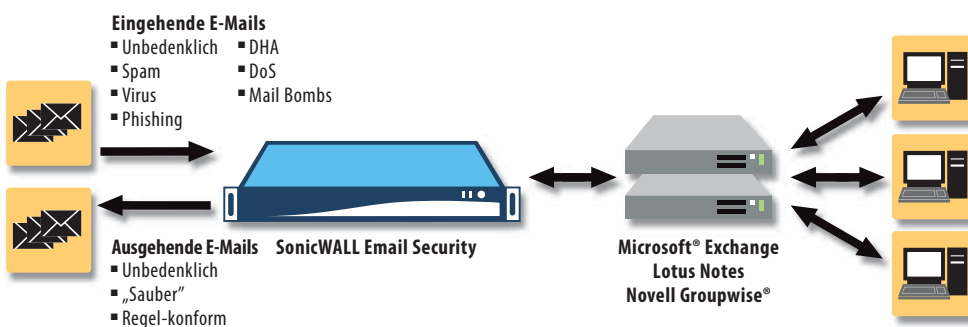 Eingehende E-Mails
▪ Unbedenklich ▪ DHA
▪ Spam ▪ DoS
▪ Virus ▪ Mail Bombs
▪ Phishing
Ausgehende E-Mails
▪ Unbedenklich
▪ „Sauber”
▪ Regel-konform
SonicWALL Email Security
Microsoft® Exchange
Lotus Notes
Novell Groupwise®